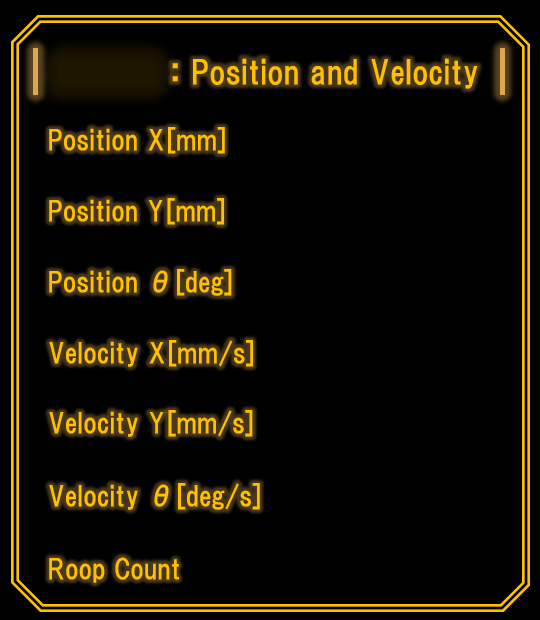 : Position and Velocity
Position X[mm]
Position Y[mm]
Position θ [deg]
Velocity X[mm/s]
Velocity Y[mm/s]
Velocity θ [deg/s]
Roop Count